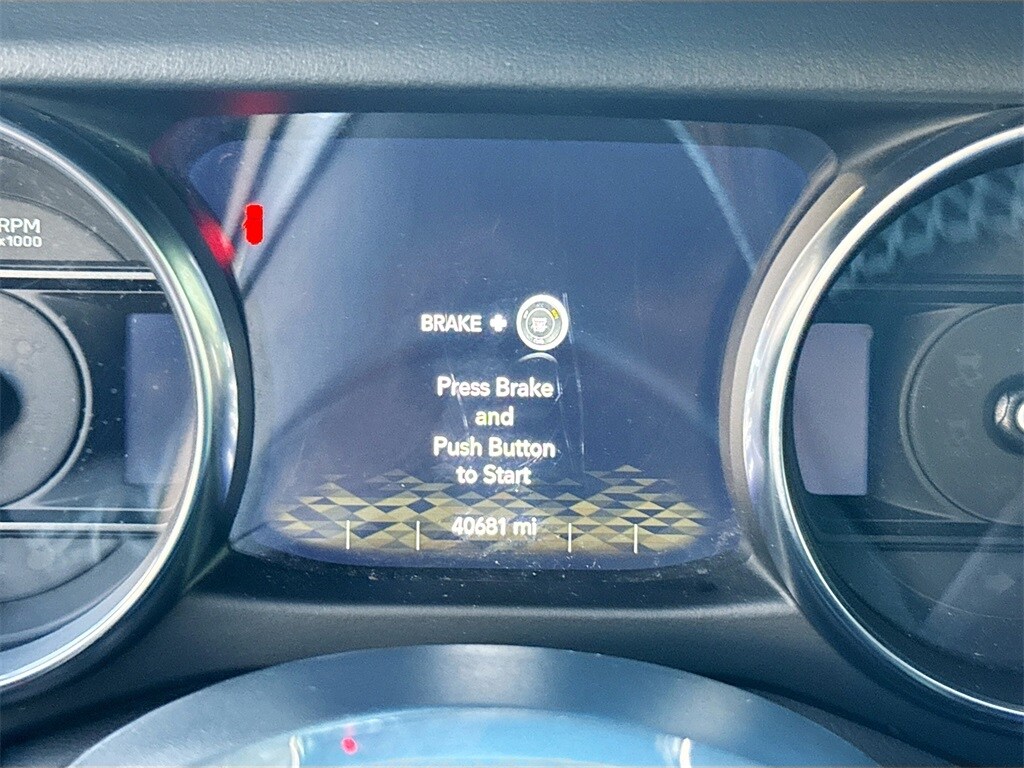 RPM
x1000
BRAKE +
Press Brake
and
Push Button
to Start
40681 mi